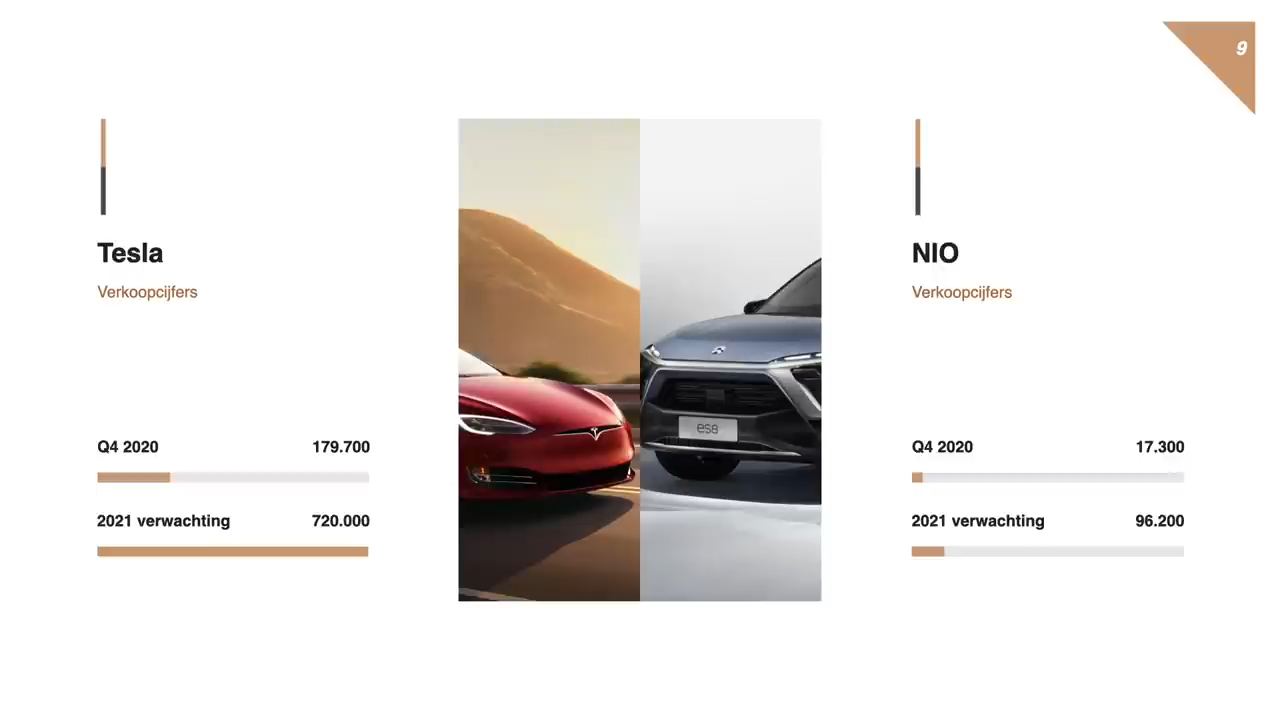 9
Tesla
Verkoopcijfers
Q4 2020 179.700
2021 verwachting 720.000
es8
NIO
Verkoopcijfers
Q4 2020 17.300
2021 verwachting 96.200